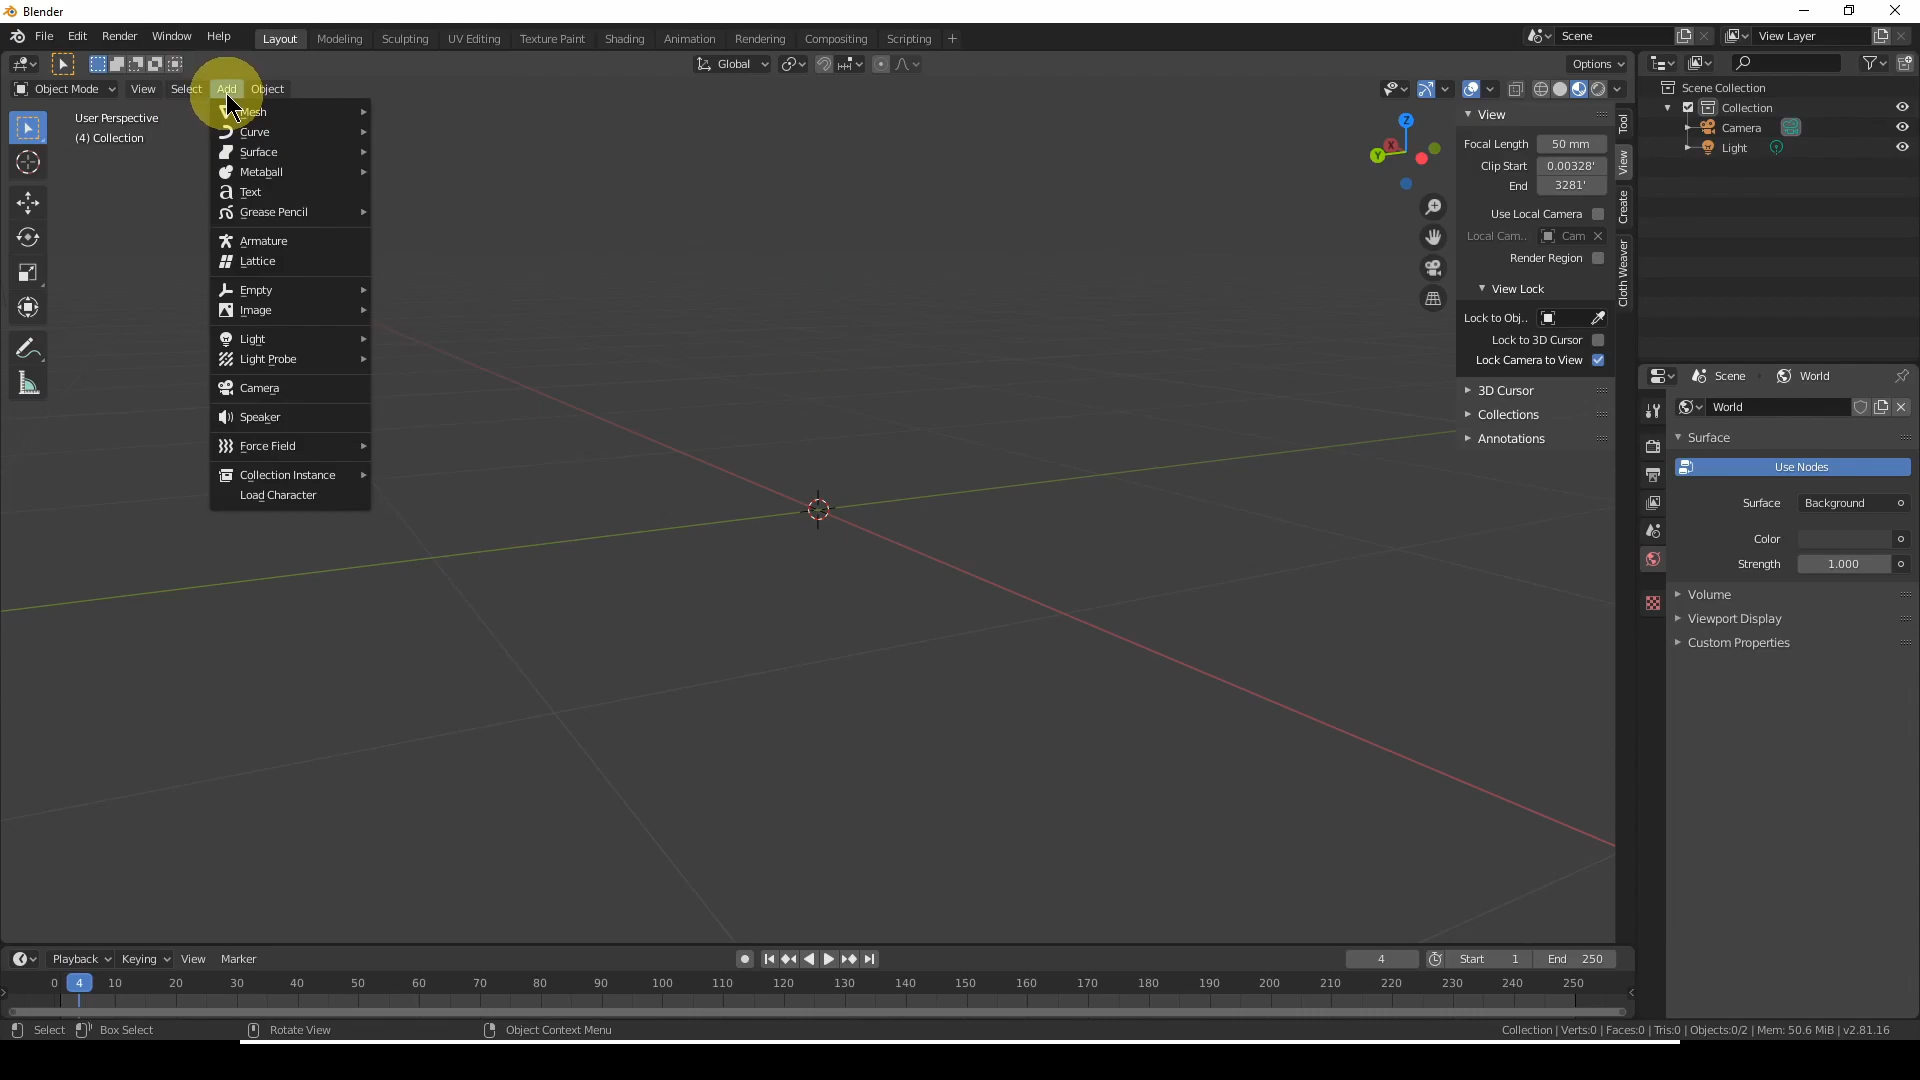 Blender
File Edit Render Window Help Layout Modeling Sculpting UV Editing Texture Paint Shading Animation Rendering Compositing Scripting + Scene View Layer
Global Options
Object Mode View Select Add Object
User Perspective
(4) Collection
Mesh
Curve
Surface
Metaball
Text
Grease Pencil
Armature
Lattice
Empty
Image
Light
Light Probe
Camera
Speaker
Force Field
Collection Instance
Load Character
Z
X
Y
View
Focal Length 50 mm
Clip Start 0.00328'
End 3281'
Use Local Camera
Local Cam.. Cam
Render Region
View Lock
Lock to Obj..
Lock to 3D Cursor
Lock Camera to View
3D Cursor
Collections
Annotations
Tool
View
Create
Cloth Weaver
Scene Collection
Collection
Camera
Light
Scene World
World
Surface
Use Nodes
Surface Background
Color
Strength 1.000
Volume
Viewport Display
Custom Properties
Playback Keying View Marker 4 Start 1 End 250
0 4 10 20 30 40 50 60 70 80 90 100 110 120 130 140 150 160 170 180 190 200 210 220 230 240 250
Select Box Select Rotate View Object Context Menu Collection | Verts:0 | Faces:0 | Tris:0 | Objects:0/2 | Mem: 50.6 MiB | v2.81.16